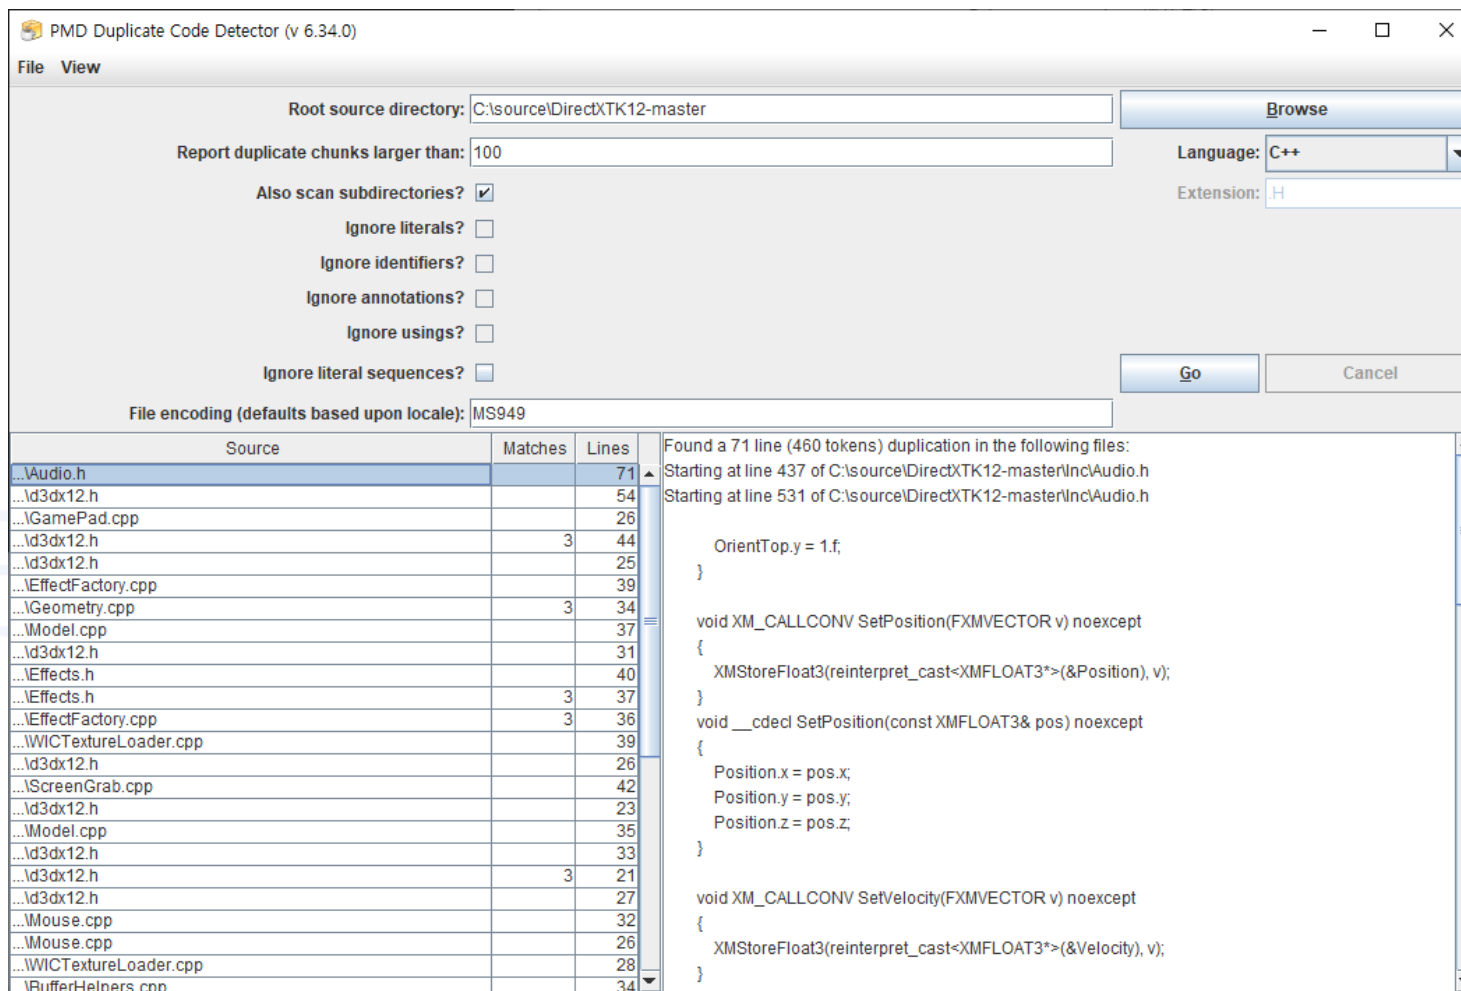 PMD Duplicate Code Detector (v 6.34.0)
File View
Root source directory: C:\source\DirectXTK12-master Browse
Report duplicate chunks larger than: 100 Language: C++
Also scan subdirectories? Extension: .H
Ignore literals?
Ignore identifiers?
Ignore annotations?
Ignore usings?
Ignore literal sequences? Go Cancel
File encoding (defaults based upon locale): MS949
Source Matches Lines
...\Audio.h 71
...\d3dx12.h 54
...\GamePad.cpp 26
...\d3dx12.h 3 44
...\d3dx12.h 25
...\EffectFactory.cpp 39
...\Geometry.cpp 3 34
...\Model.cpp 37
...\d3dx12.h 31
...\Effects.h 40
...\Effects.h 3 37
...\EffectFactory.cpp 3 36
...\WICTextureLoader.cpp 39
...\d3dx12.h 26
...\ScreenGrab.cpp 42
...\d3dx12.h 23
...\Model.cpp 35
...\d3dx12.h 33
...\d3dx12.h 3 21
...\d3dx12.h 27
...\Mouse.cpp 32
...\Mouse.cpp 26
...\WICTextureLoader.cpp 28
...\BufferHelpers.cpp 34
Found a 71 line (460 tokens) duplication in the following files:
Starting at line 437 of C:\source\DirectXTK12-master\Inc\Audio.h
Starting at line 531 of C:\source\DirectXTK12-master\Inc\Audio.h
OrientTop.y = 1.f;
}
void XM_CALLCONV SetPosition(FXMVECTOR v) noexcept
{
XMStoreFloat3(reinterpret_cast<XMFLOAT3*>(&Position), v);
}
void __cdecl SetPosition(const XMFLOAT3& pos) noexcept
{
Position.x = pos.x;
Position.y = pos.y;
Position.z = pos.z;
}
void XM_CALLCONV SetVelocity(FXMVECTOR v) noexcept
{
XMStoreFloat3(reinterpret_cast<XMFLOAT3*>(&Velocity), v);
}